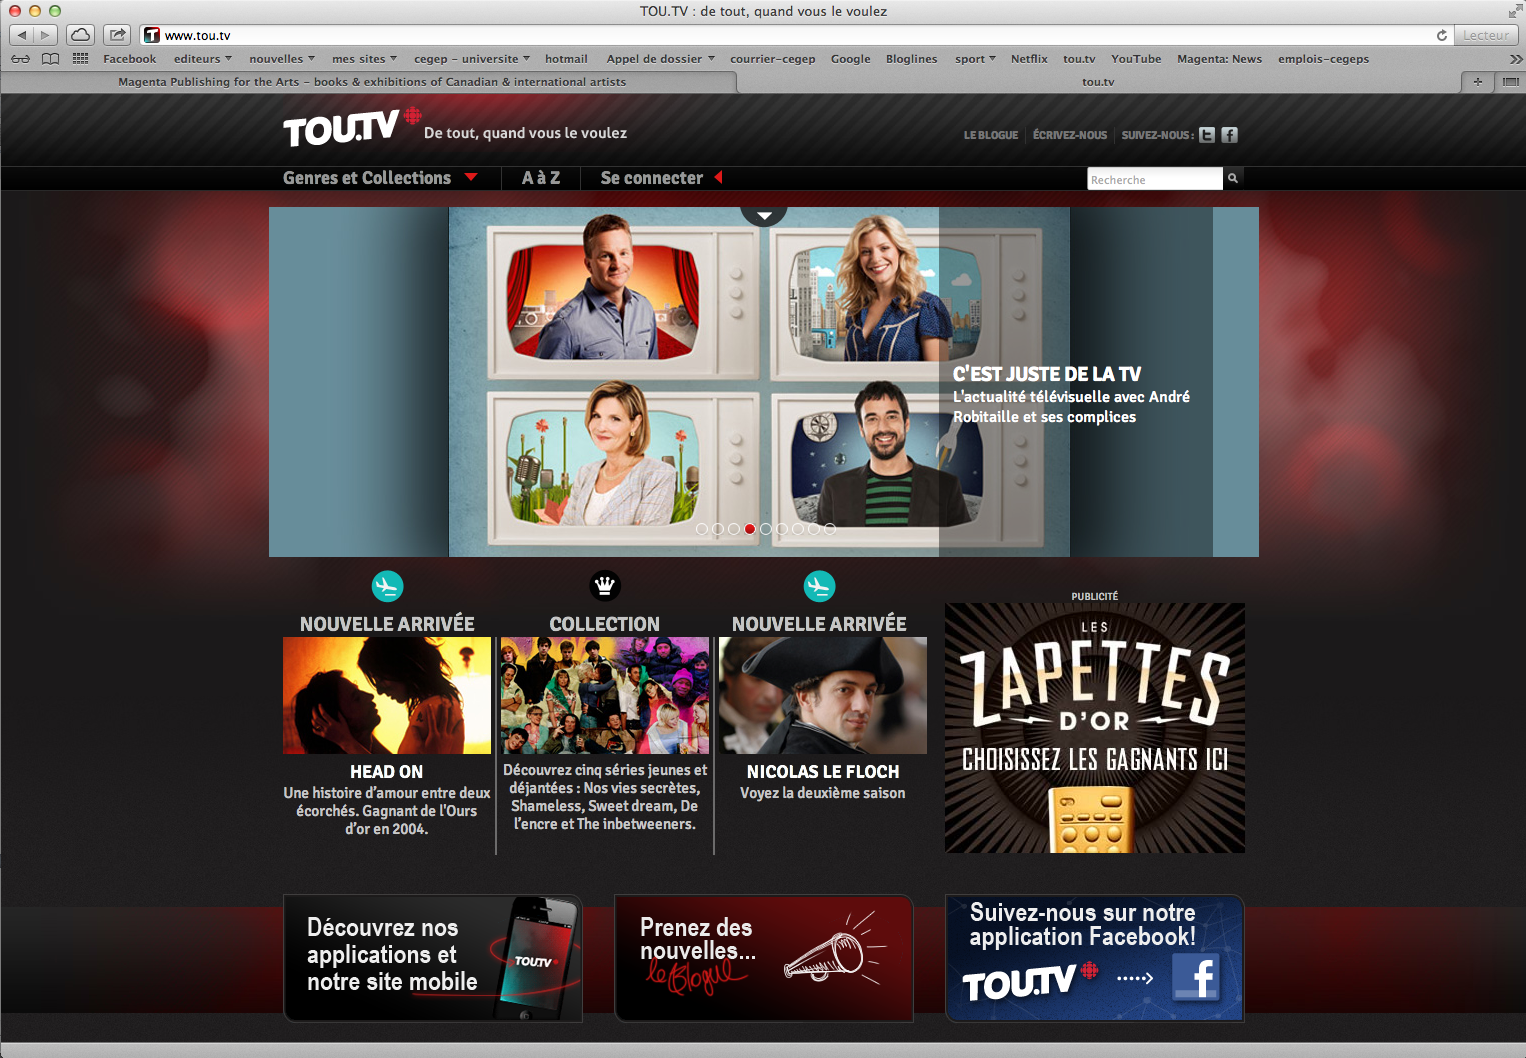 TOU.TV : de tout, quand vous le voulez
www.tou.tv
Lecteur
Facebook editeurs nouvelles mes sites cegep - universite hotmail Appel de dossier courrier-cegep Google Bloglines sport Netflix tou.tv YouTube Magenta: News emplois-cegeps
Magenta Publishing for the Arts - books & exhibitions of Canadian & international artists
tou.tv
TOU.TV
De tout, quand vous le voulez
LE BLOGUE
ÉCRIVEZ-NOUS
SUIVEZ-NOUS :
Genres et Collections
A à Z
Se connecter
Recherche
C'EST JUSTE DE LA TV
L'actualité télévisuelle avec André
Robitaille et ses complices
NOUVELLE ARRIVÉE
HEAD ON
Une histoire d'amour entre deux
écorchés. Gagnant de l'Ours
d'or en 2004.
COLLECTION
Découvrez cinq séries jeunes et
déjantées : Nos vies secrètes,
Shameless, Sweet dream, De
l'encre et The inbetweeners.
NOUVELLE ARRIVÉE
NICOLAS LE FLOCH
Voyez la deuxième saison
PUBLICITÉ
LES
ZAPETTES
D'OR
CHOISISSEZ LES GAGNANTS ICI
Découvrez nos
applications et
notre site mobile
TOU.TV
Prenez des
nouvelles...
le Blogue
Suivez-nous sur notre
application Facebook!
TOU.TV
f